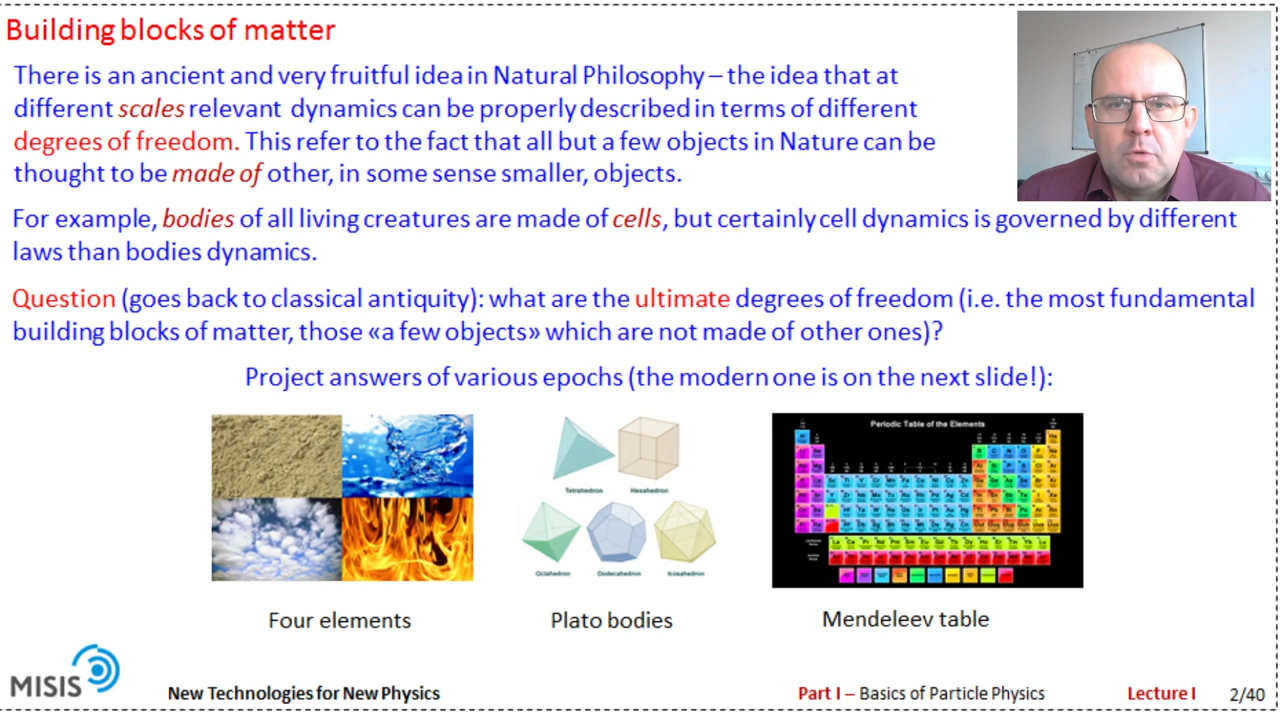 Building blocks of matter
There is an ancient and very fruitful idea in Natural Philosophy – the idea that at
different scales relevant dynamics can be properly described in terms of different
degrees of freedom. This refer to the fact that all but a few objects in Nature can be
thought to be made of other, in some sense smaller, objects.
For example, bodies of all living creatures are made of cells, but certainly cell dynamics is governed by different
laws than bodies dynamics.
Question (goes back to classical antiquity): what are the ultimate degrees of freedom (i.e. the most fundamental
building blocks of matter, those «a few objects» which are not made of other ones)?
Project answers of various epochs (the modern one is on the next slide!):
Periodic Table of the Elements
Tetrahedron Hexahedron
Octahedron Dodecahedron Icosahedron
Four elements
Plato bodies
Mendeleev table
MISIS
New Technologies for New Physics
Part I – Basics of Particle Physics
Lecture I
2/40